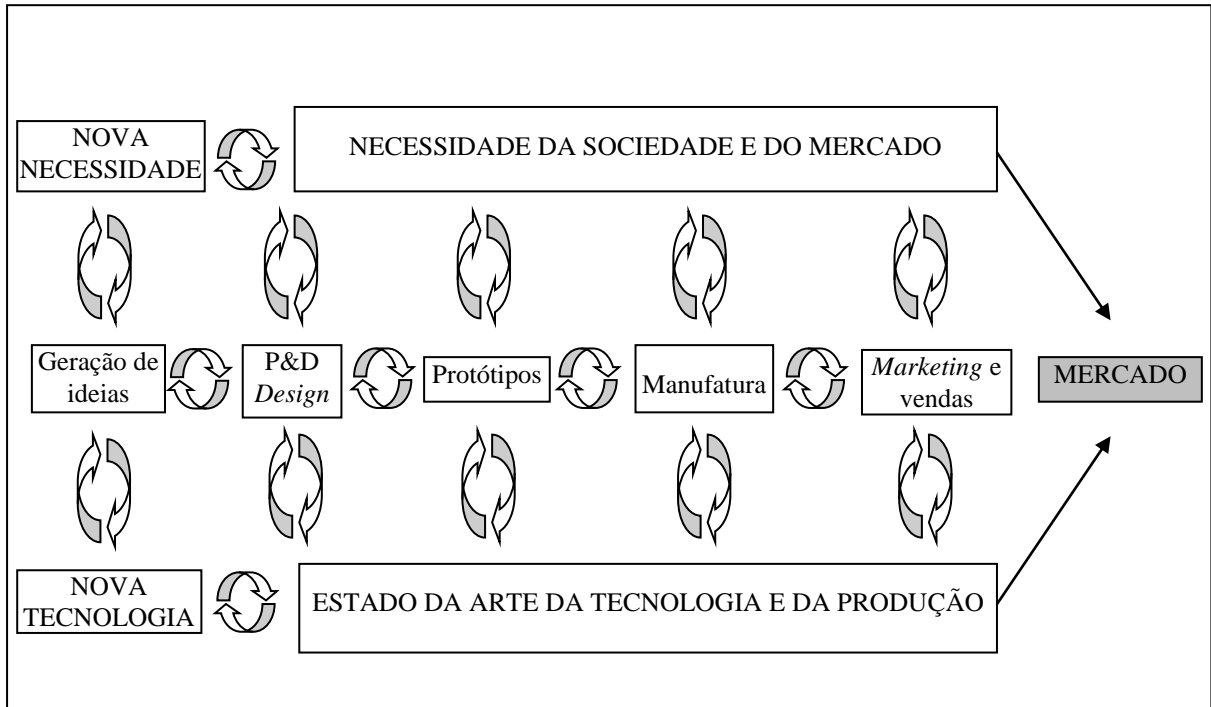 NOVA
NECESSIDADE
NECESSIDADE DA SOCIEDADE E DO MERCADO
Geração de
ideias
P&D
Design
Protótipos
Manufatura
Marketing e
vendas
MERCADO
NOVA
TECNOLOGIA
ESTADO DA ARTE DA TECNOLOGIA E DA PRODUÇÃO